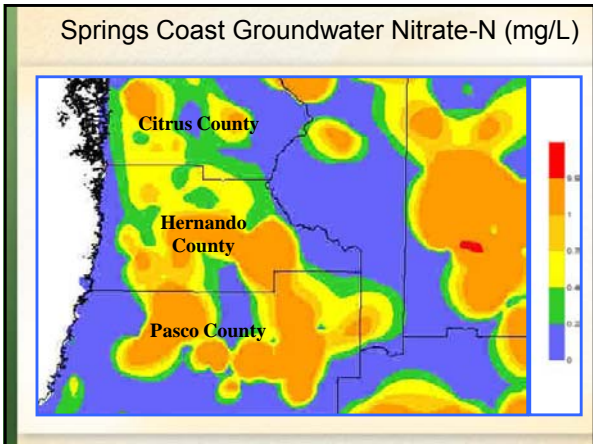 Springs Coast Groundwater Nitrate-N (mg/L)
Citrus County
Hernando
County
Pasco County
1
0